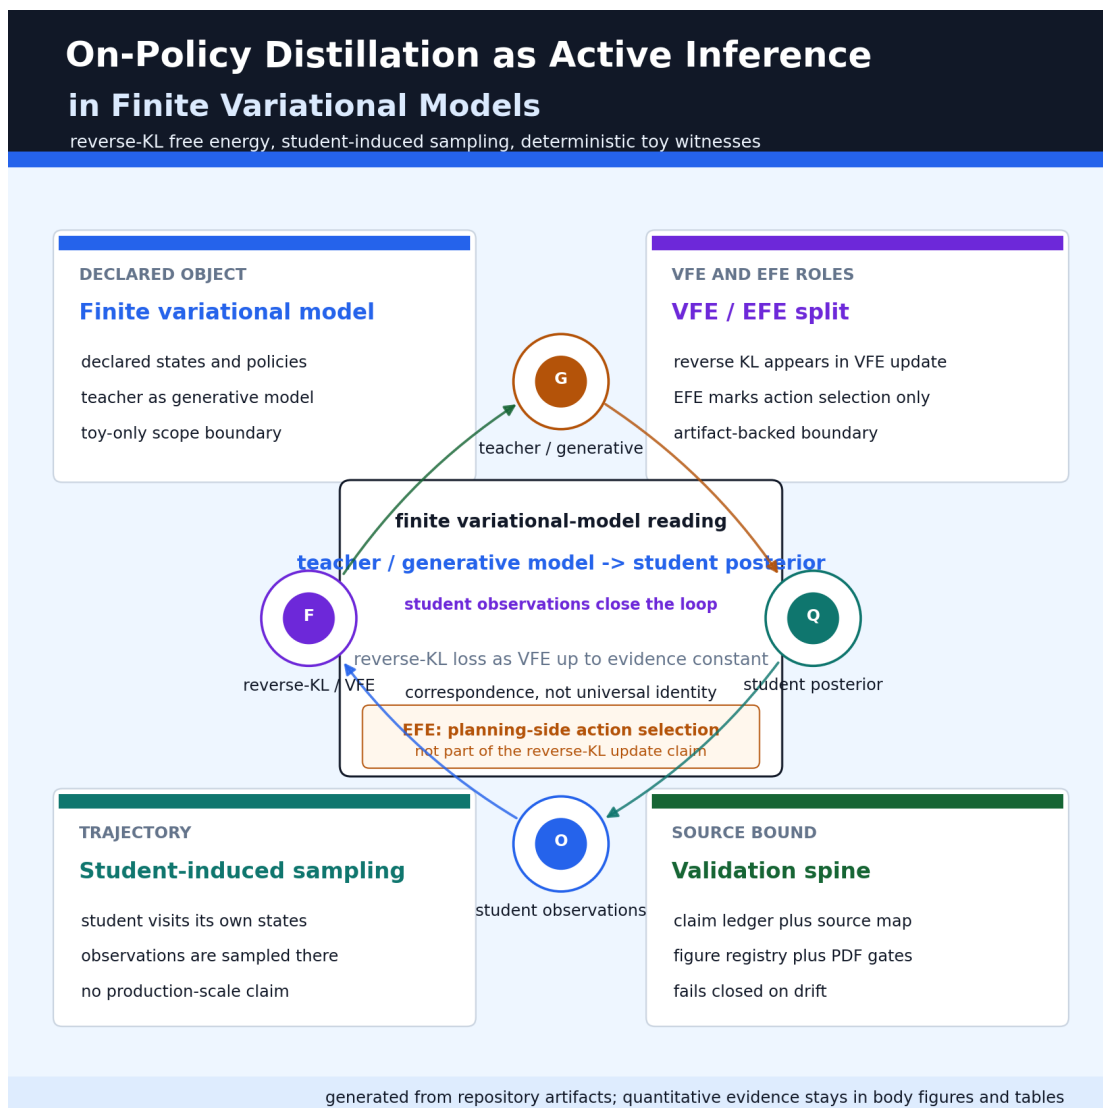 On-Policy Distillation as Active Inference
in Finite Variational Models
reverse-KL free energy, student-induced sampling, deterministic toy witnesses
DECLARED OBJECT
Finite variational model
declared states and policies
teacher as generative model
toy-only scope boundary
VFE AND EFE ROLES
VFE / EFE split
reverse KL appears in VFE update
EFE marks action selection only
artifact-backed boundary
G
teacher / generative
finite variational-model reading
teacher / generative model -> student posterior
student observations close the loop
reverse-KL loss as VFE up to evidence constant
correspondence, not universal identity
EFE: planning-side action selection
not part of the reverse-KL update claim
F
reverse-KL / VFE
Q
student posterior
O
student observations
TRAJECTORY
Student-induced sampling
student visits its own states
observations are sampled there
no production-scale claim
SOURCE BOUND
Validation spine
claim ledger plus source map
figure registry plus PDF gates
fails closed on drift
generated from repository artifacts; quantitative evidence stays in body figures and tables